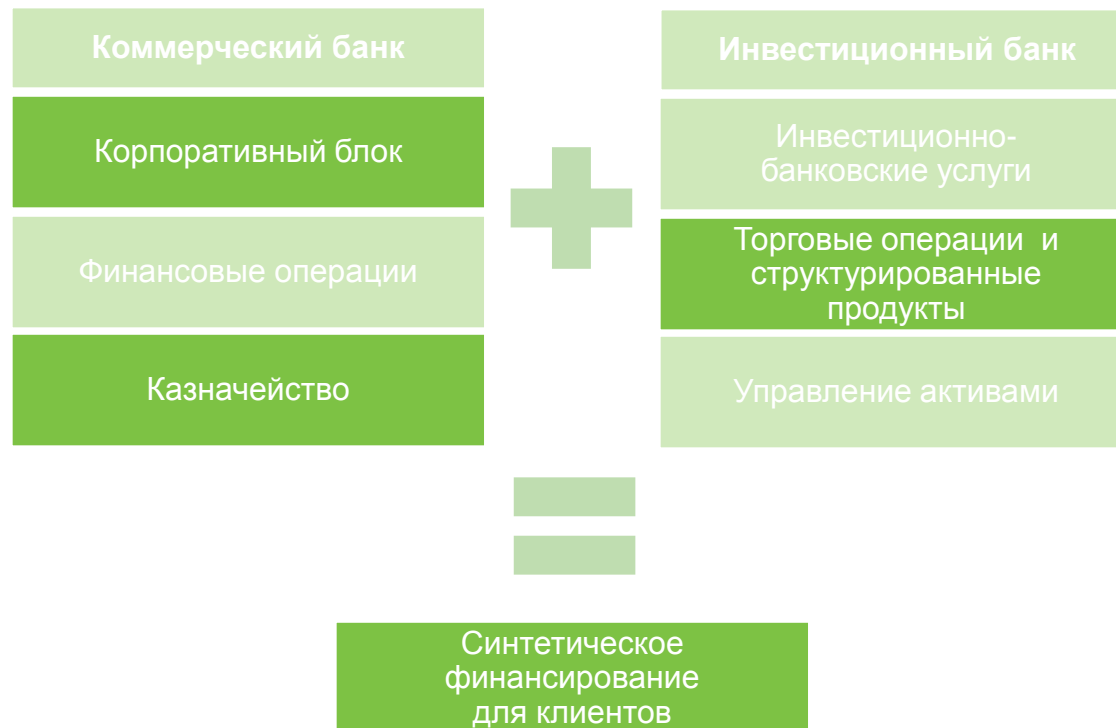 Коммерческий банк
Корпоративный блок
Финансовые операции
Казначейство
Инвестиционный банк
Инвестиционно-
банковские услуги
Торговые операции и
структурированные
продукты
Управление активами
Синтетическое
финансирование
для клиентов